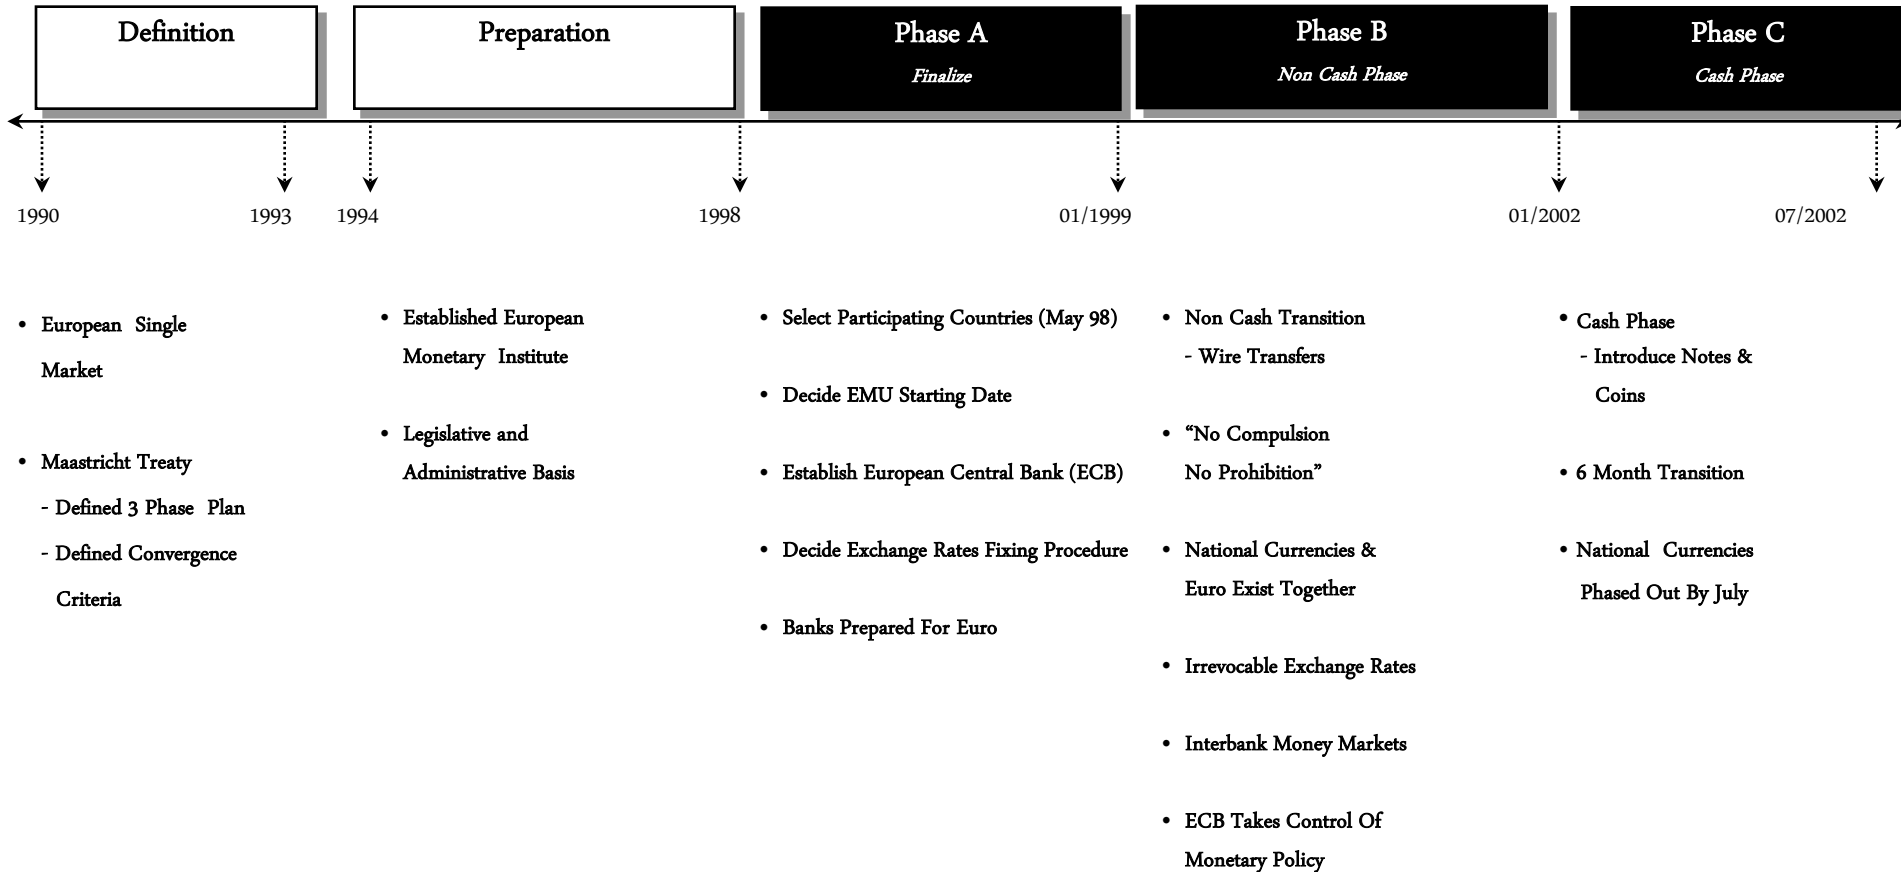 Definition
Preparation
Phase A
Finalize
Phase B
Non Cash Phase
Phase C
Cash Phase
1990
1993
1994
1998
01/1999
01/2002
07/2002
• European Single
Market
• Maastricht Treaty
- Defined 3 Phase Plan
- Defined Convergence
Criteria
• Established European
Monetary Institute
• Legislative and
Administrative Basis
• Select Participating Countries (May 98)
• Decide EMU Starting Date
• Establish European Central Bank (ECB)
• Decide Exchange Rates Fixing Procedure
• Banks Prepared For Euro
• Non Cash Transition
- Wire Transfers
• “No Compulsion
No Prohibition”
• National Currencies &
Euro Exist Together
• Irrevocable Exchange Rates
• Interbank Money Markets
• ECB Takes Control Of
Monetary Policy
• Cash Phase
- Introduce Notes &
Coins
• 6 Month Transition
• National Currencies
Phased Out By July